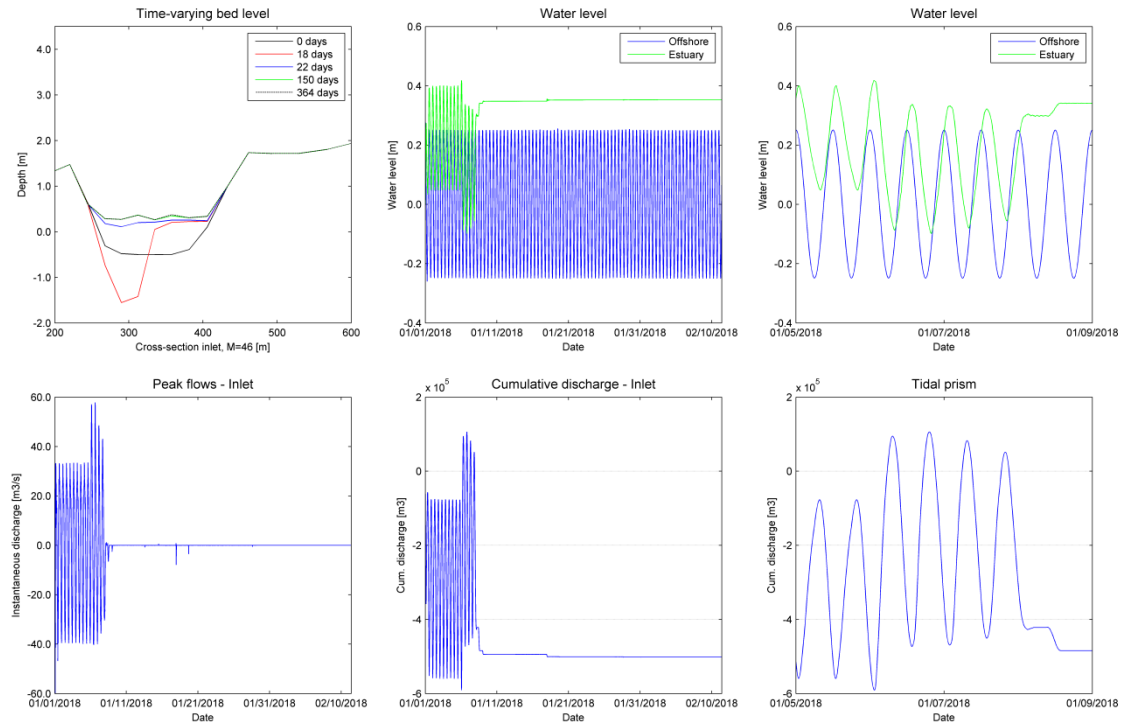 Time-varying bed level
4.0
3.0
2.0
1.0
0.0
-1.0
-2.0
Depth [m]
0 days
18 days
22 days
150 days
364 days
200 300 400 500 600
Cross-section inlet, M=46 [m]
Water level
0.6
0.4
0.2
0.0
-0.2
0.4
Water level [m]
Offshore
Estuary
01/01/2018 01/11/2018 01/21/2018 01/31/2018 02/10/2018
Date
Water level
0.6
0.4
0.2
0.0
-0.2
0.4
Water level [m]
Offshore
Estuary
01/05/2018 01/07/2018 01/09/2018
Date
Peak flows - Inlet
60.0
40.0
20.0
0.0
-20.0
-40.0
60.0
Instantaneous discharge [m3/s]
01/01/2018 01/11/2018 01/21/2018 01/31/2018 02/10/2018
Date
Cumulative discharge - Inlet
x 10⁵
2
0
-2
-4
-6
Cum. discharge [m3]
01/01/2018 01/11/2018 01/21/2018 01/31/2018 02/10/2018
Date
Tidal prism
x 10⁵
2
0
-2
-4
-6
Cum. discharge [m3]
01/05/2018 01/07/2018 01/09/2018
Date